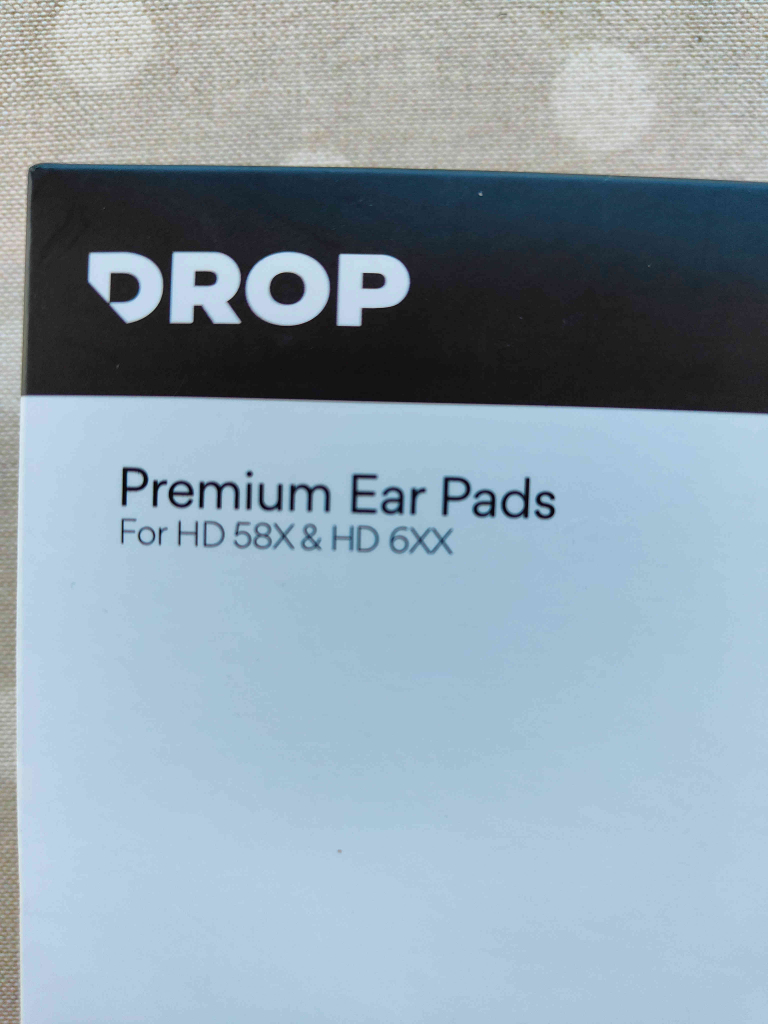 DROP
Premium Ear Pads
For HD 58X & HD 6XX